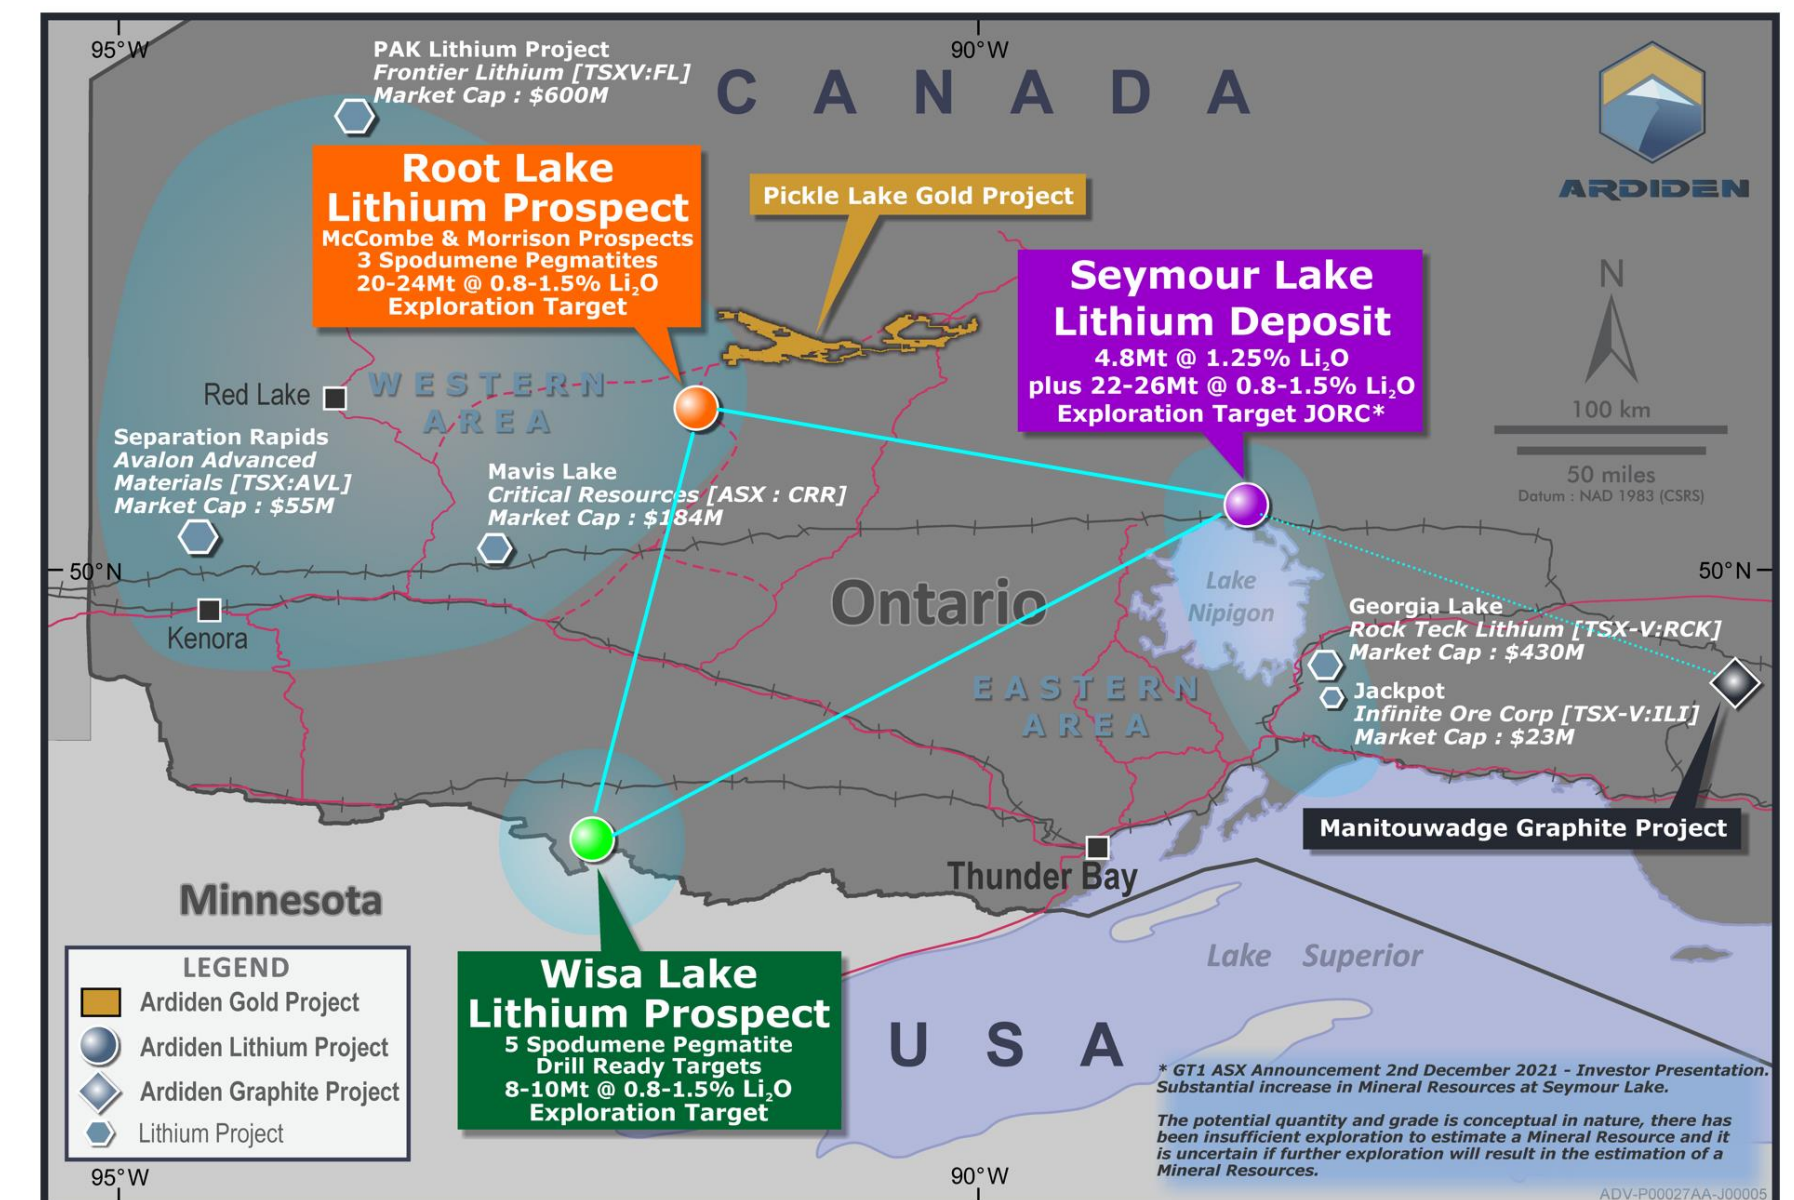 95°W
90°W
PAK Lithium Project
Frontier Lithium [TSXV:FL]
Market Cap : $600M
CANADA
ARDIDEN
Root Lake
Lithium Prospect
McCombe & Morrison Prospects
3 Spodumene Pegmatites
20-24Mt @ 0.8-1.5% Li₂O
Exploration Target
Pickle Lake Gold Project
Seymour Lake
Lithium Deposit
4.8Mt @ 1.25% Li₂O
plus 22-26Mt @ 0.8-1.5% Li₂O
Exploration Target JORC*
N
100 km
50 miles
Datum : NAD 1983 (CSRS)
Red Lake
WESTERN
AREA
Separation Rapids
Avalon Advanced
Materials [TSX:AVL]
Market Cap : $55M
Mavis Lake
Critical Resources [ASX : CRR]
Market Cap : $184M
50°N
50°N
Kenora
Ontario
Lake
Nipigon
Georgia Lake
Rock Teck Lithium [TSX-V:RCK]
Market Cap : $430M
EASTERN
AREA
Jackpot
Infinite Ore Corp [TSX-V:ILI]
Market Cap : $23M
Manitouwadge Graphite Project
Thunder Bay
Minnesota
Lake Superior
USA
LEGEND
Ardiden Gold Project
Ardiden Lithium Project
Ardiden Graphite Project
Lithium Project
Wisa Lake
Lithium Prospect
5 Spodumene Pegmatite
Drill Ready Targets
8-10Mt @ 0.8-1.5% Li₂O
Exploration Target
* GT1 ASX Announcement 2nd December 2021 - Investor Presentation.
Substantial increase in Mineral Resources at Seymour Lake.
The potential quantity and grade is conceptual in nature, there has
been insufficient exploration to estimate a Mineral Resource and it
is uncertain if further exploration will result in the estimation of a
Mineral Resources.
95°W
90°W
ADV-P00027AA-J00005